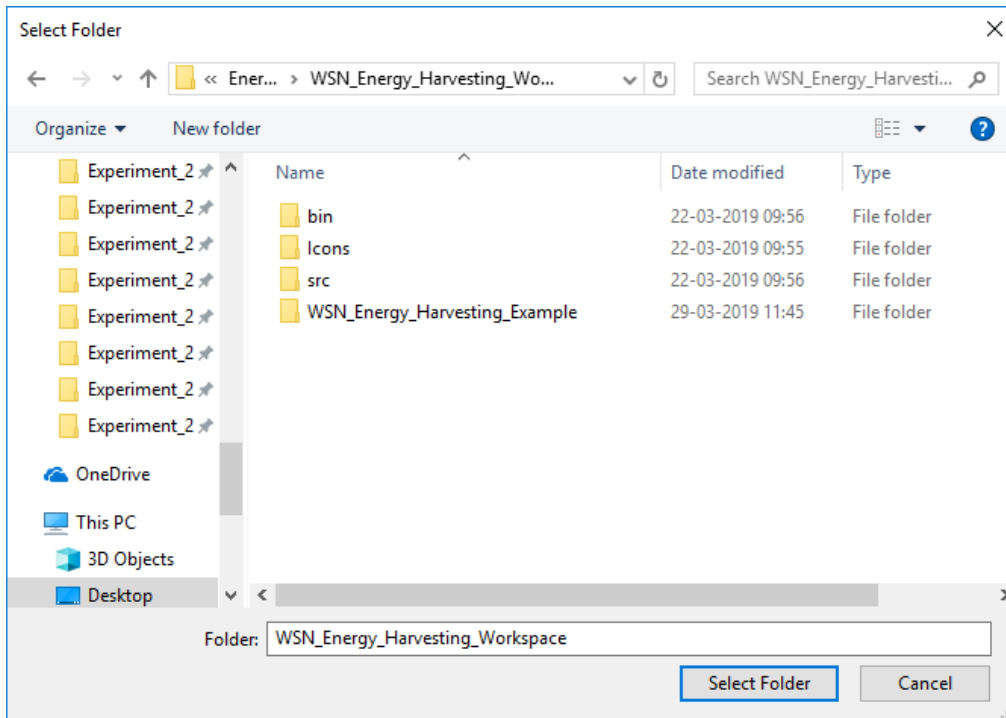 Select Folder
« Ener... > WSN_Energy_Harvesting_Wo...
Search WSN_Energy_Harvesti...
Organize New folder
?
Name Date modified Type
Experiment_2
Experiment_2
Experiment_2
Experiment_2
Experiment_2
Experiment_2
Experiment_2
Experiment_2
OneDrive
This PC
3D Objects
Desktop
bin 22-03-2019 09:56 File folder
Icons 22-03-2019 09:55 File folder
src 22-03-2019 09:56 File folder
WSN_Energy_Harvesting_Example 29-03-2019 11:45 File folder
Folder: WSN_Energy_Harvesting_Workspace
Select Folder Cancel